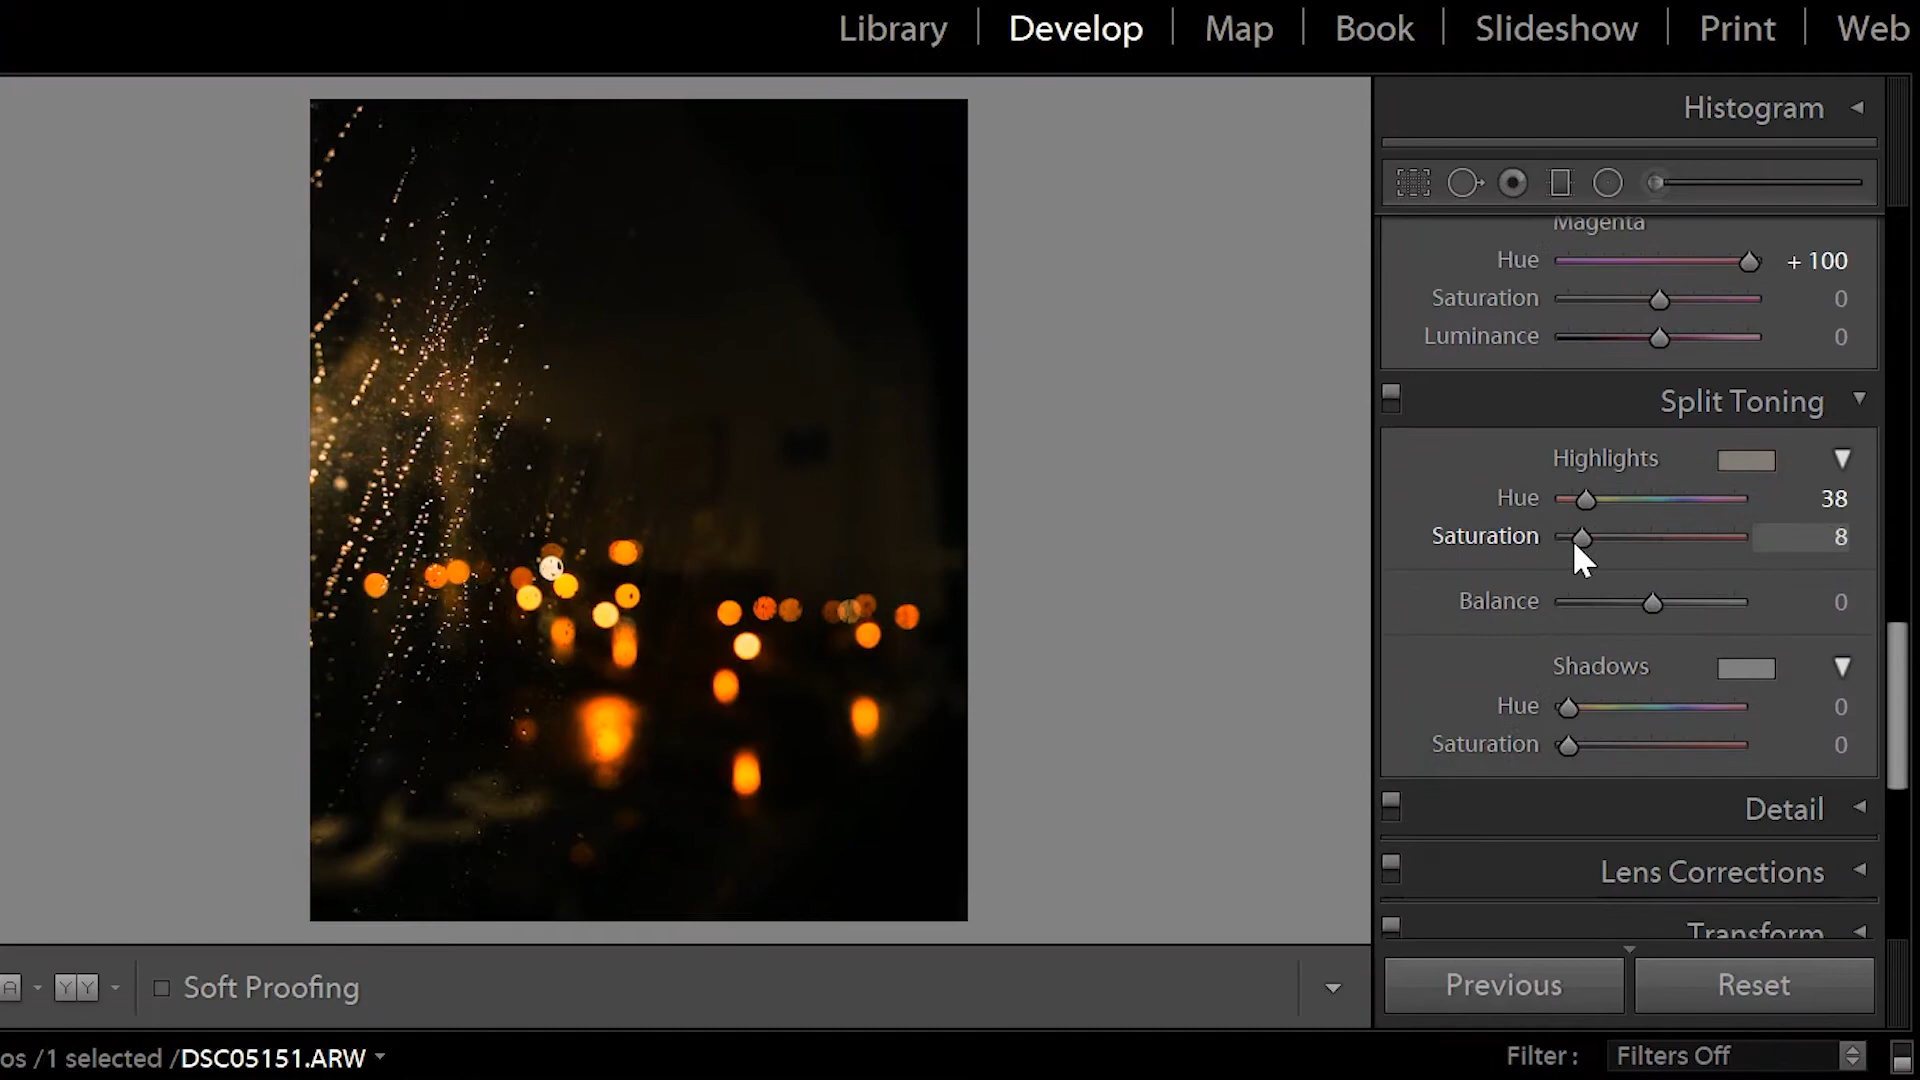 Library | Develop | Map | Book | Slideshow | Print | Web
Histogram
Magenta
Hue + 100
Saturation 0
Luminance 0
Split Toning
Highlights
Hue 38
Saturation 8
Balance 0
Shadows
Hue 0
Saturation 0
Detail
Lens Corrections
Transform
Previous Reset
A YY Soft Proofing
os /1 selected /DSC05151.ARW
Filter : Filters Off